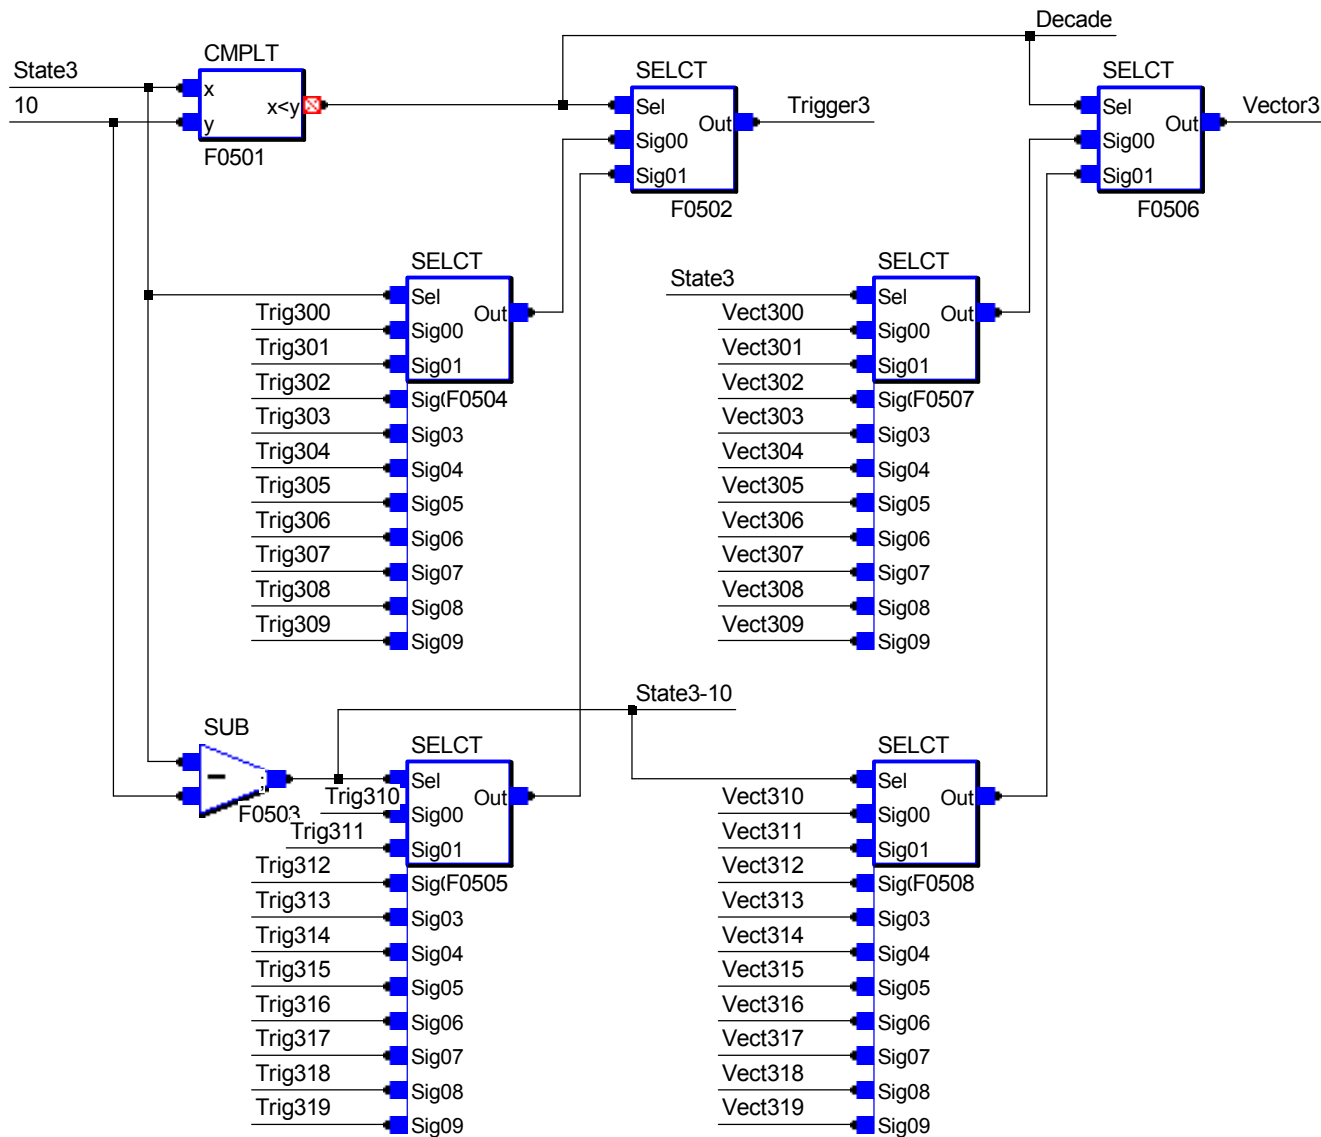 Decade
CMPLT
SELCT
SELCT
State3
10
x
y
x<y
F0501
Sel
Sig00
Sig01
Out
F0502
Trigger3
Sel
Sig00
Sig01
Out
F0506
Vector3
SELCT
Sel
Sig00
Sig01
Out
F0504
Sig03
Sig04
Sig05
Sig06
Sig07
Sig08
Sig09
Trig300
Trig301
Trig302
Trig303
Trig304
Trig305
Trig306
Trig307
Trig308
Trig309
SELCT
State3
Sel
Sig00
Sig01
Out
F0507
Sig03
Sig04
Sig05
Sig06
Sig07
Sig08
Sig09
Vect300
Vect301
Vect302
Vect303
Vect304
Vect305
Vect306
Vect307
Vect308
Vect309
State3-10
SUB
F0503
SELCT
Sel
Sig00
Sig01
Out
F0505
Sig03
Sig04
Sig05
Sig06
Sig07
Sig08
Sig09
Trig310
Trig311
Trig312
Trig313
Trig314
Trig315
Trig316
Trig317
Trig318
Trig319
SELCT
Sel
Sig00
Sig01
Out
F0508
Sig03
Sig04
Sig05
Sig06
Sig07
Sig08
Sig09
Vect310
Vect311
Vect312
Vect313
Vect314
Vect315
Vect316
Vect317
Vect318
Vect319